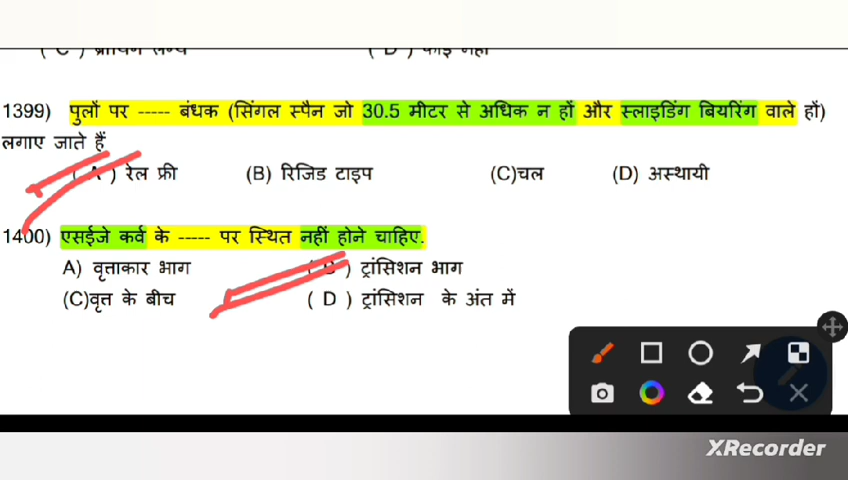 1399) पुलों पर ----- बंधक (सिंगल स्पैन जो 30.5 मीटर से अधिक न हों और स्लाइडिंग बियरिंग वाले हों)
लगाए जाते हैं
( A ) रेल फ्री (B) रिजिड टाइप (C)चल (D) अस्थायी
1400) एसईजे कर्व के ----- पर स्थित नहीं होने चाहिए.
A) वृत्ताकार भाग ( B ) ट्रांसिशन भाग
(C)वृत्त के बीच ( D ) ट्रांसिशन के अंत में
XRecorder